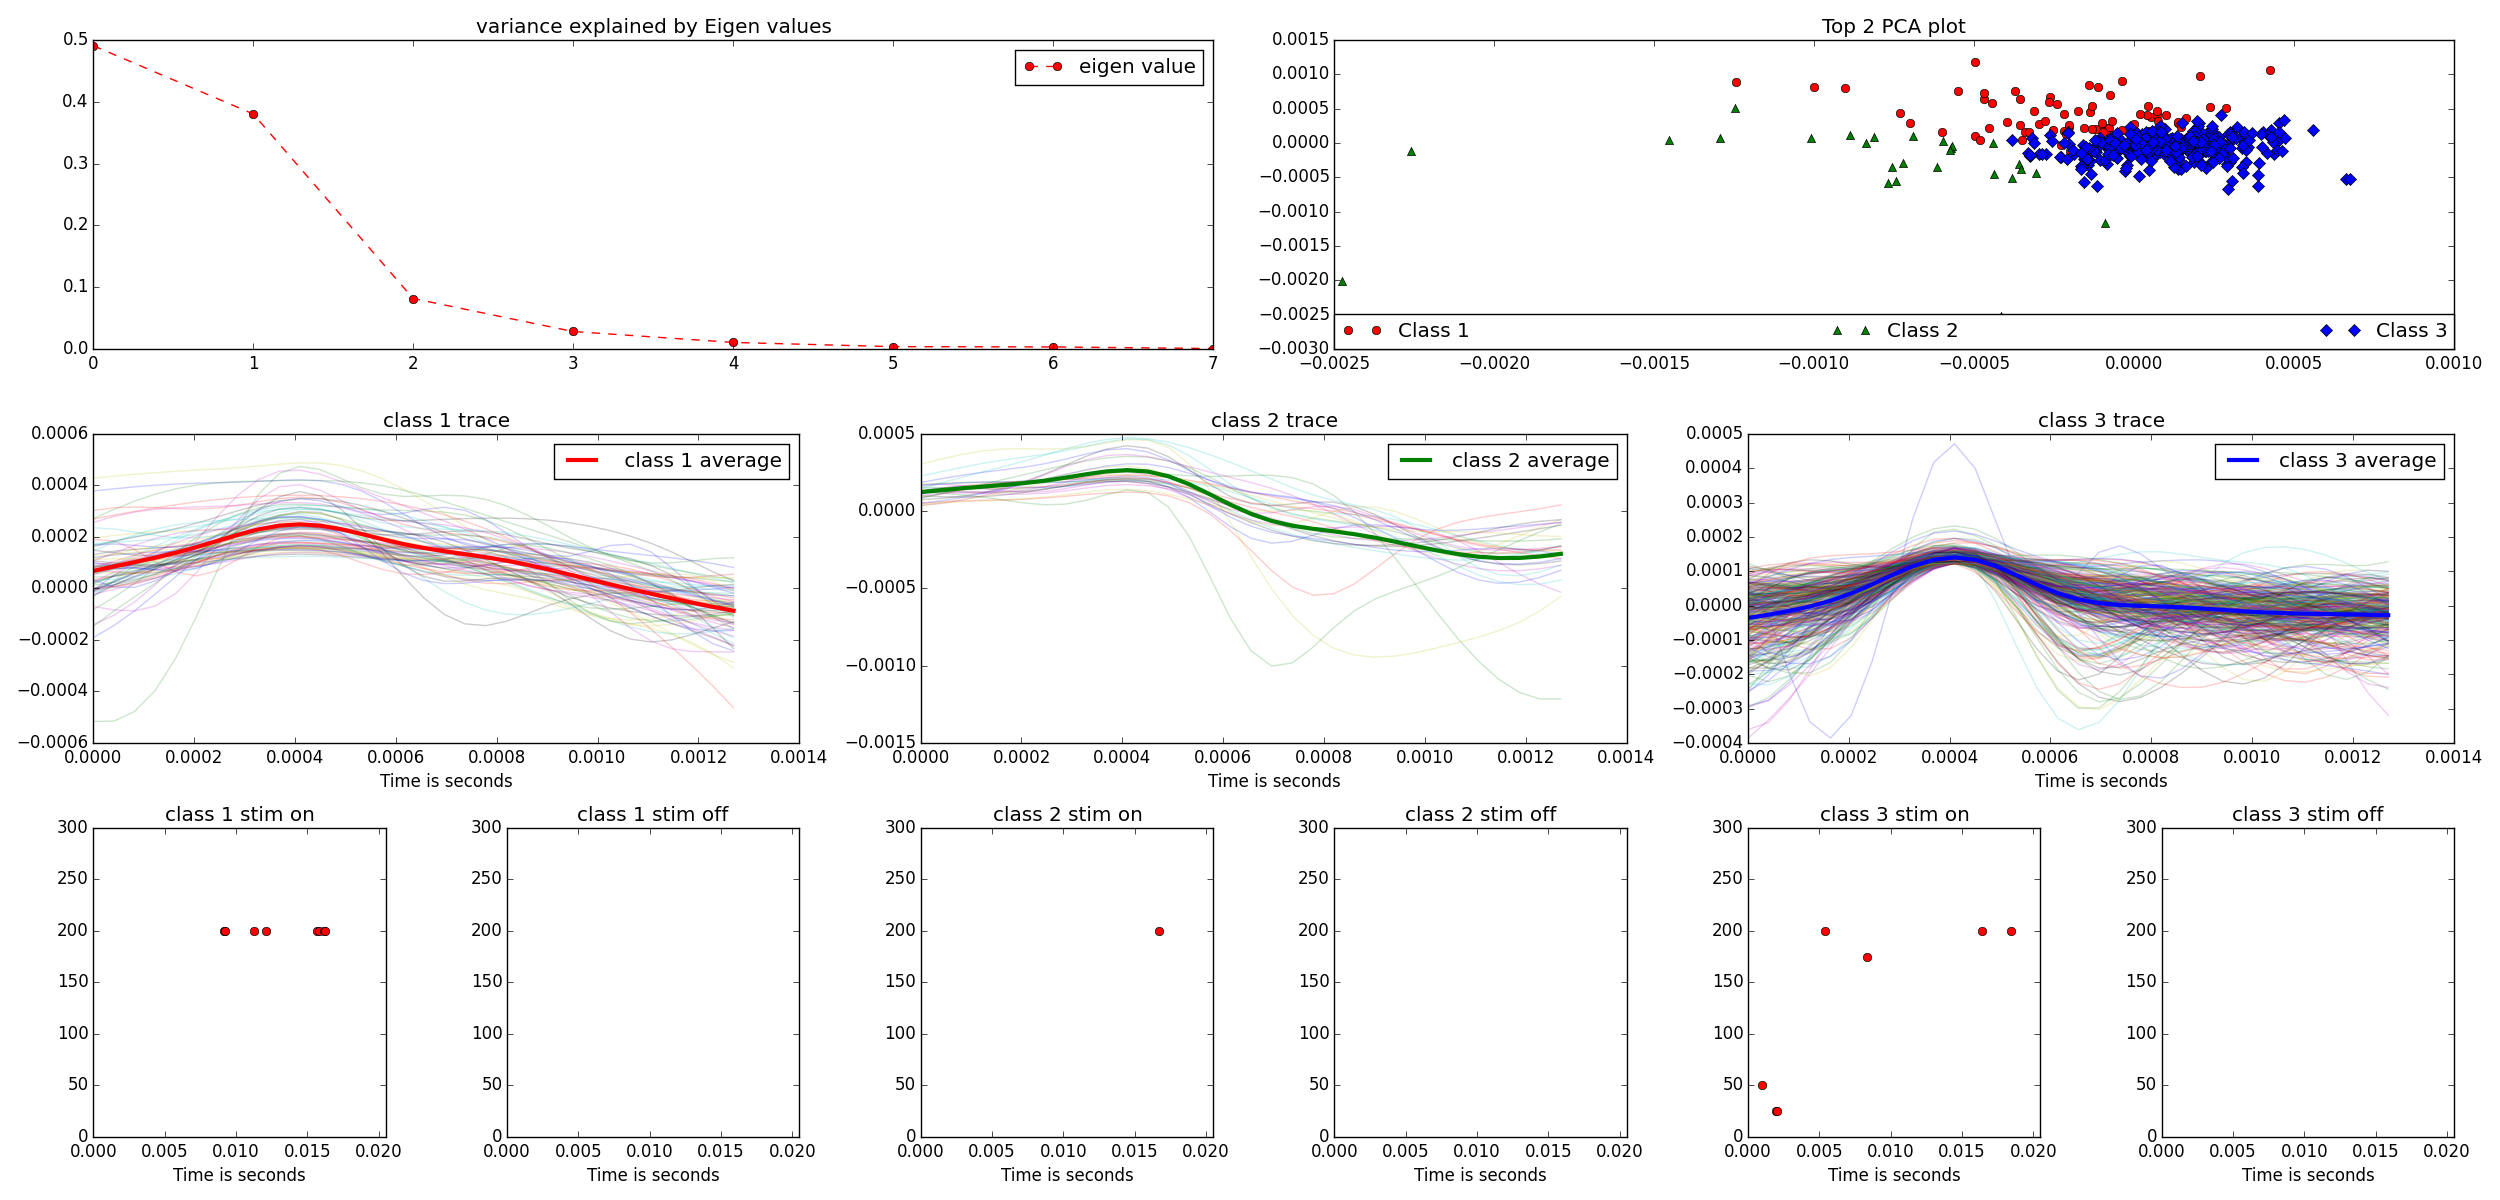 variance explained by Eigen values
0.5
0.4
0.3
0.2
0.1
0.0
0 1 2 3 4 5 6 7
eigen value
Top 2 PCA plot
0.0015
0.0010
0.0005
0.0000
−0.0005
−0.0010
−0.0015
−0.0020
−0.0025
−0.0030
−0.0025 −0.0020 −0.0015 −0.0010 −0.0005 0.0000 0.0005 0.0010
Class 1 Class 2 Class 3
class 1 trace
0.0006
0.0004
0.0002
0.0000
−0.0002
−0.0004
−0.0006
0.0000 0.0002 0.0004 0.0006 0.0008 0.0010 0.0012 0.0014
Time is seconds
class 1 average
class 2 trace
0.0005
0.0000
−0.0005
−0.0010
−0.0015
0.0000 0.0002 0.0004 0.0006 0.0008 0.0010 0.0012 0.0014
Time is seconds
class 2 average
class 3 trace
0.0005
0.0004
0.0003
0.0002
0.0001
0.0000
−0.0001
−0.0002
−0.0003
−0.0004
0.0000 0.0002 0.0004 0.0006 0.0008 0.0010 0.0012 0.0014
Time is seconds
class 3 average
class 1 stim on
300
250
200
150
100
50
0
0.000 0.005 0.010 0.015 0.020
Time is seconds
class 1 stim off
300
250
200
150
100
50
0
0.000 0.005 0.010 0.015 0.020
Time is seconds
class 2 stim on
300
250
200
150
100
50
0
0.000 0.005 0.010 0.015 0.020
Time is seconds
class 2 stim off
300
250
200
150
100
50
0
0.000 0.005 0.010 0.015 0.020
Time is seconds
class 3 stim on
300
250
200
150
100
50
0
0.000 0.005 0.010 0.015 0.020
Time is seconds
class 3 stim off
300
250
200
150
100
50
0
0.000 0.005 0.010 0.015 0.020
Time is seconds